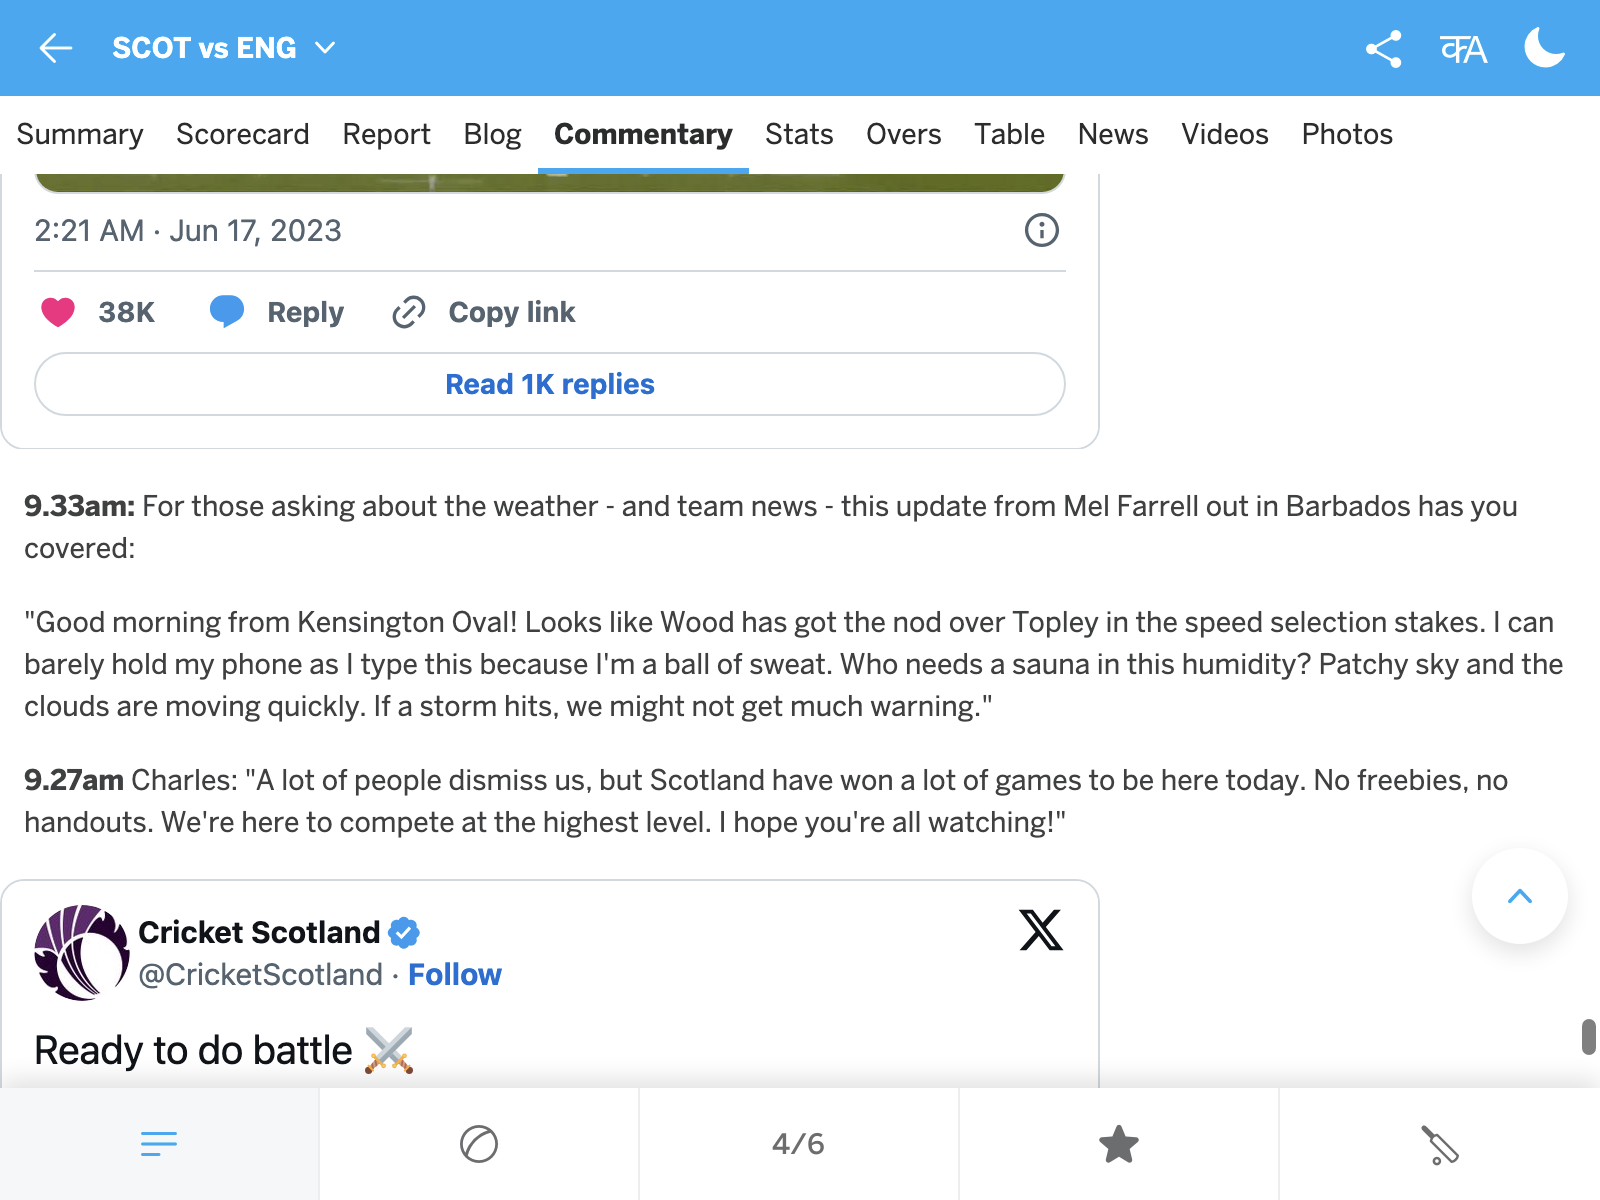 SCOT vs ENG
Summary Scorecard Report Blog Commentary Stats Overs Table News Videos Photos
2:21 AM · Jun 17, 2023
38K Reply Copy link
Read 1K replies
9.33am: For those asking about the weather - and team news - this update from Mel Farrell out in Barbados has you
covered:
"Good morning from Kensington Oval! Looks like Wood has got the nod over Topley in the speed selection stakes. I can
barely hold my phone as I type this because I'm a ball of sweat. Who needs a sauna in this humidity? Patchy sky and the
clouds are moving quickly. If a storm hits, we might not get much warning."
9.27am Charles: "A lot of people dismiss us, but Scotland have won a lot of games to be here today. No freebies, no
handouts. We're here to compete at the highest level. I hope you're all watching!"
Cricket Scotland
@CricketScotland · Follow
Ready to do battle ⚔️
4/6